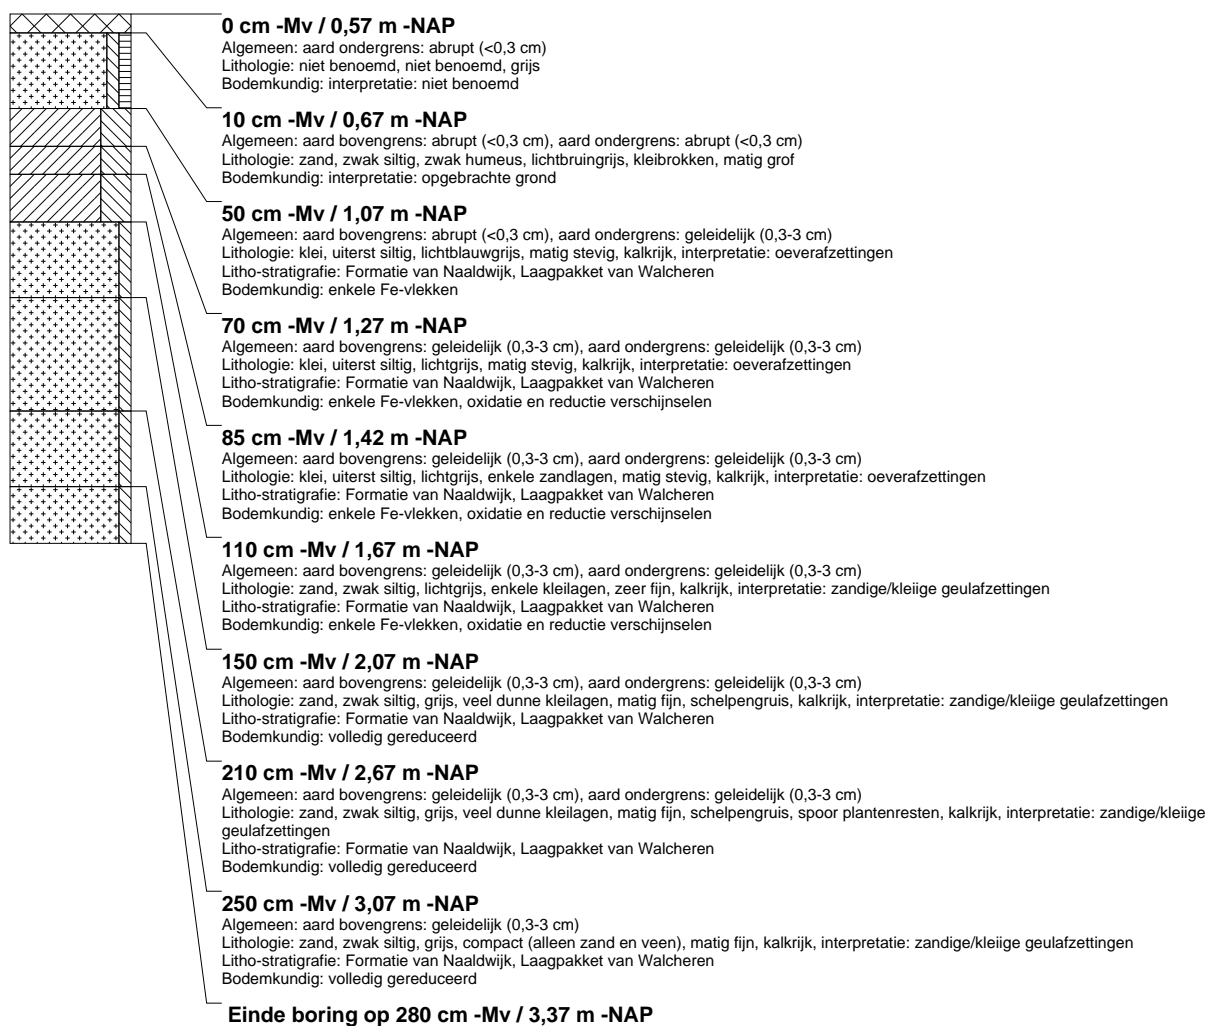 0 cm -Mv / 0,57 m -NAP
Algemeen: aard ondergrens: abrupt (<0,3 cm)
Lithologie: niet benoemd, niet benoemd, grijs
Bodemkundig: interpretatie: niet benoemd
10 cm -Mv / 0,67 m -NAP
Algemeen: aard bovengrens: abrupt (<0,3 cm), aard ondergrens: abrupt (<0,3 cm)
Lithologie: zand, zwak siltig, zwak humeus, lichtbruingrijs, kleibrokken, matig grof
Bodemkundig: interpretatie: opgebrachte grond
50 cm -Mv / 1,07 m -NAP
Algemeen: aard bovengrens: abrupt (<0,3 cm), aard ondergrens: geleidelijk (0,3-3 cm)
Lithologie: klei, uiterst siltig, lichtblauwgrijs, matig stevig, kalkrijk, interpretatie: oeverafzettingen
Litho-stratigrafie: Formatie van Naaldwijk, Laagpakket van Walcheren
Bodemkundig: enkele Fe-vlekken
70 cm -Mv / 1,27 m -NAP
Algemeen: aard bovengrens: geleidelijk (0,3-3 cm), aard ondergrens: geleidelijk (0,3-3 cm)
Lithologie: klei, uiterst siltig, lichtgrijs, matig stevig, kalkrijk, interpretatie: oeverafzettingen
Litho-stratigrafie: Formatie van Naaldwijk, Laagpakket van Walcheren
Bodemkundig: enkele Fe-vlekken, oxidatie en reductie verschijnselen
85 cm -Mv / 1,42 m -NAP
Algemeen: aard bovengrens: geleidelijk (0,3-3 cm), aard ondergrens: geleidelijk (0,3-3 cm)
Lithologie: klei, uiterst siltig, lichtgrijs, enkele zandlagen, matig stevig, kalkrijk, interpretatie: oeverafzettingen
Litho-stratigrafie: Formatie van Naaldwijk, Laagpakket van Walcheren
Bodemkundig: enkele Fe-vlekken, oxidatie en reductie verschijnselen
110 cm -Mv / 1,67 m -NAP
Algemeen: aard bovengrens: geleidelijk (0,3-3 cm), aard ondergrens: geleidelijk (0,3-3 cm)
Lithologie: zand, zwak siltig, lichtgrijs, enkele kleilagen, zeer fijn, kalkrijk, interpretatie: zandige/kleiige geulafzettingen
Litho-stratigrafie: Formatie van Naaldwijk, Laagpakket van Walcheren
Bodemkundig: enkele Fe-vlekken, oxidatie en reductie verschijnselen
150 cm -Mv / 2,07 m -NAP
Algemeen: aard bovengrens: geleidelijk (0,3-3 cm), aard ondergrens: geleidelijk (0,3-3 cm)
Lithologie: zand, zwak siltig, grijs, veel dunne kleilagen, matig fijn, schelpengruis, kalkrijk, interpretatie: zandige/kleiige geulafzettingen
Litho-stratigrafie: Formatie van Naaldwijk, Laagpakket van Walcheren
Bodemkundig: volledig gereduceerd
210 cm -Mv / 2,67 m -NAP
Algemeen: aard bovengrens: geleidelijk (0,3-3 cm), aard ondergrens: geleidelijk (0,3-3 cm)
Lithologie: zand, zwak siltig, grijs, veel dunne kleilagen, matig fijn, schelpengruis, spoor plantenresten, kalkrijk, interpretatie: zandige/kleiige
geulafzettingen
Litho-stratigrafie: Formatie van Naaldwijk, Laagpakket van Walcheren
Bodemkundig: volledig gereduceerd
250 cm -Mv / 3,07 m -NAP
Algemeen: aard bovengrens: geleidelijk (0,3-3 cm)
Lithologie: zand, zwak siltig, grijs, compact (alleen zand en veen), matig fijn, kalkrijk, interpretatie: zandige/kleiige geulafzettingen
Litho-stratigrafie: Formatie van Naaldwijk, Laagpakket van Walcheren
Bodemkundig: volledig gereduceerd
Einde boring op 280 cm -Mv / 3,37 m -NAP